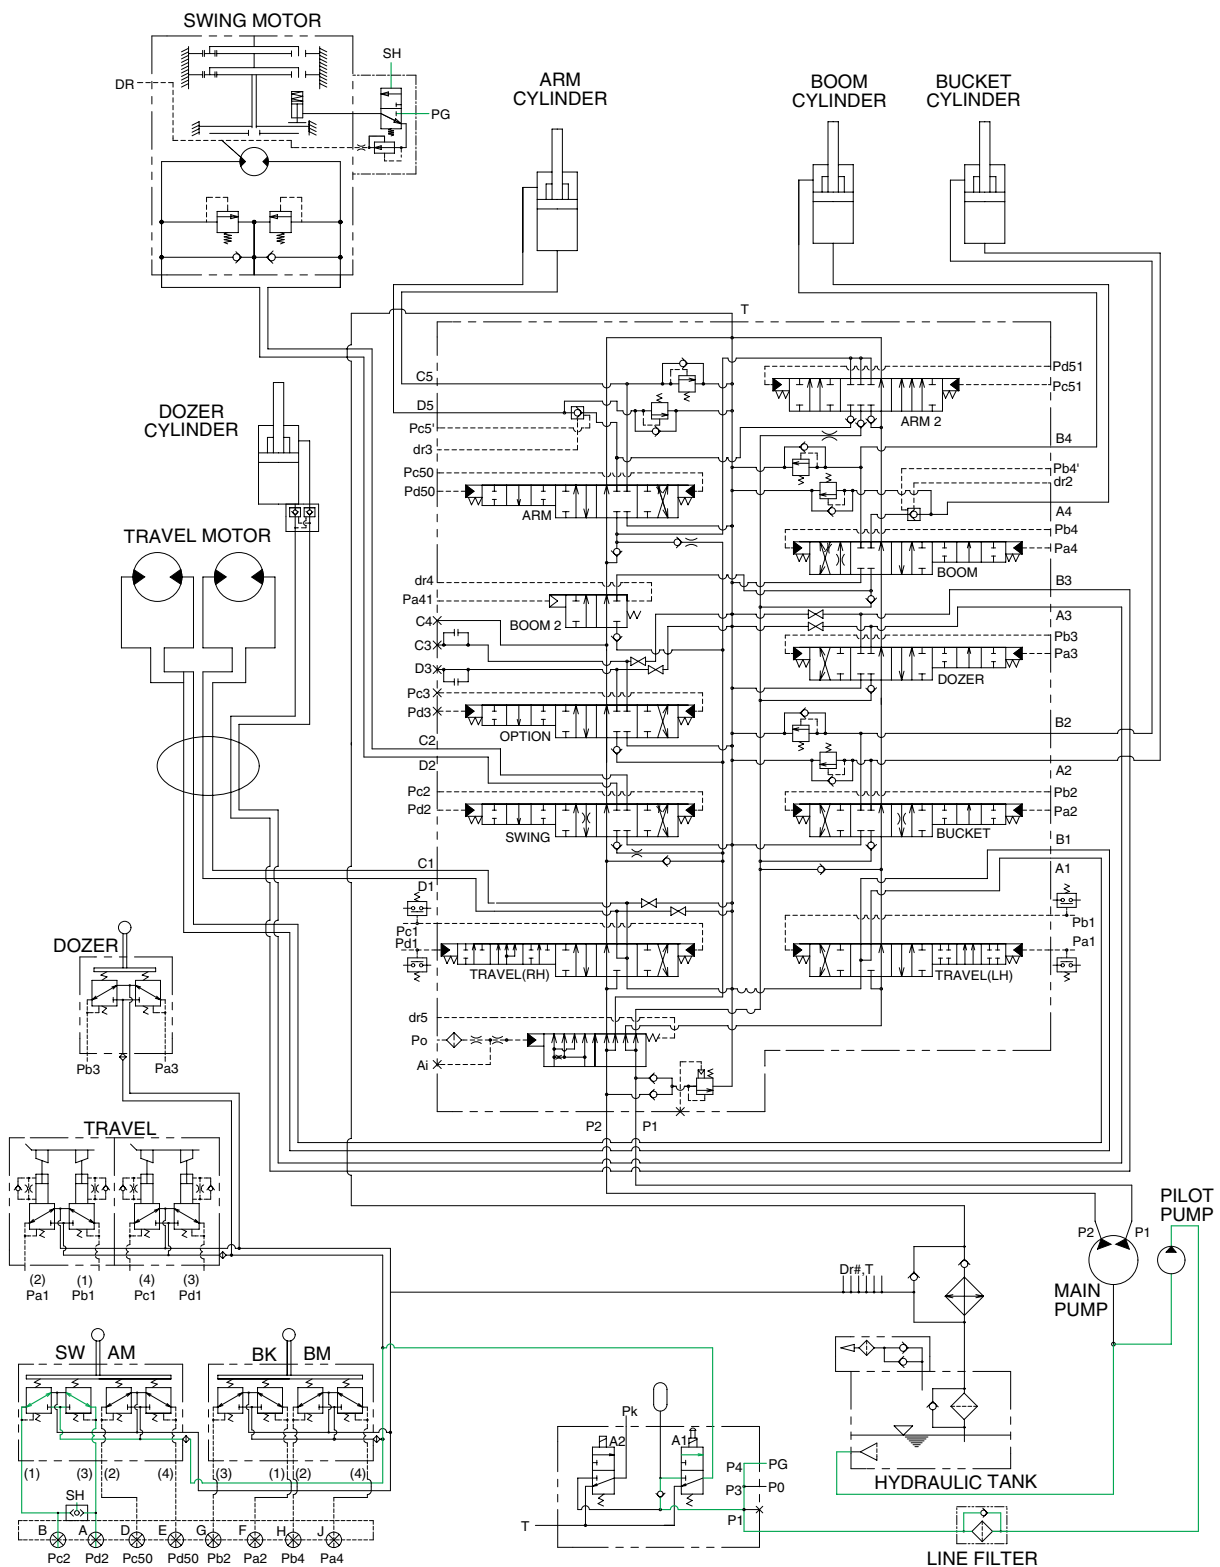 SWING MOTOR
SH
DR
PG
ARM
CYLINDER
BOOM
CYLINDER
BUCKET
CYLINDER
T
C5
D5
Pc5'
dr3
Pc50
Pd50
ARM
Pd51
Pc51
ARM 2
B4
Pb4'
dr2
A4
Pb4
Pa4
BOOM
DOZER
CYLINDER
TRAVEL MOTOR
dr4
Pa41
BOOM 2
C4
C3
D3
Pc3
Pd3
OPTION
B3
A3
Pb3
Pa3
DOZER
C2
D2
Pc2
Pd2
SWING
B2
A2
Pb2
Pa2
BUCKET
C1
D1
Pc1
Pd1
TRAVEL(RH)
B1
A1
Pb1
Pa1
TRAVEL(LH)
dr5
Po
Ai
P2 P1
DOZER
Pb3 Pa3
TRAVEL
(2) (1) (4) (3)
Pa1 Pb1 Pc1 Pd1
PILOT
PUMP
P2 P1
MAIN
PUMP
Dr#,T
SW AM
BK BM
(1) (3) (2) (4) (3) (1) (2) (4)
SH
B A D E G F H J
Pc2 Pd2 Pc50 Pd50 Pb2 Pa2 Pb4 Pa4
Pk
A2 A1
P4 PG
P3 P0
P1
T
HYDRAULIC TANK
LINE FILTER